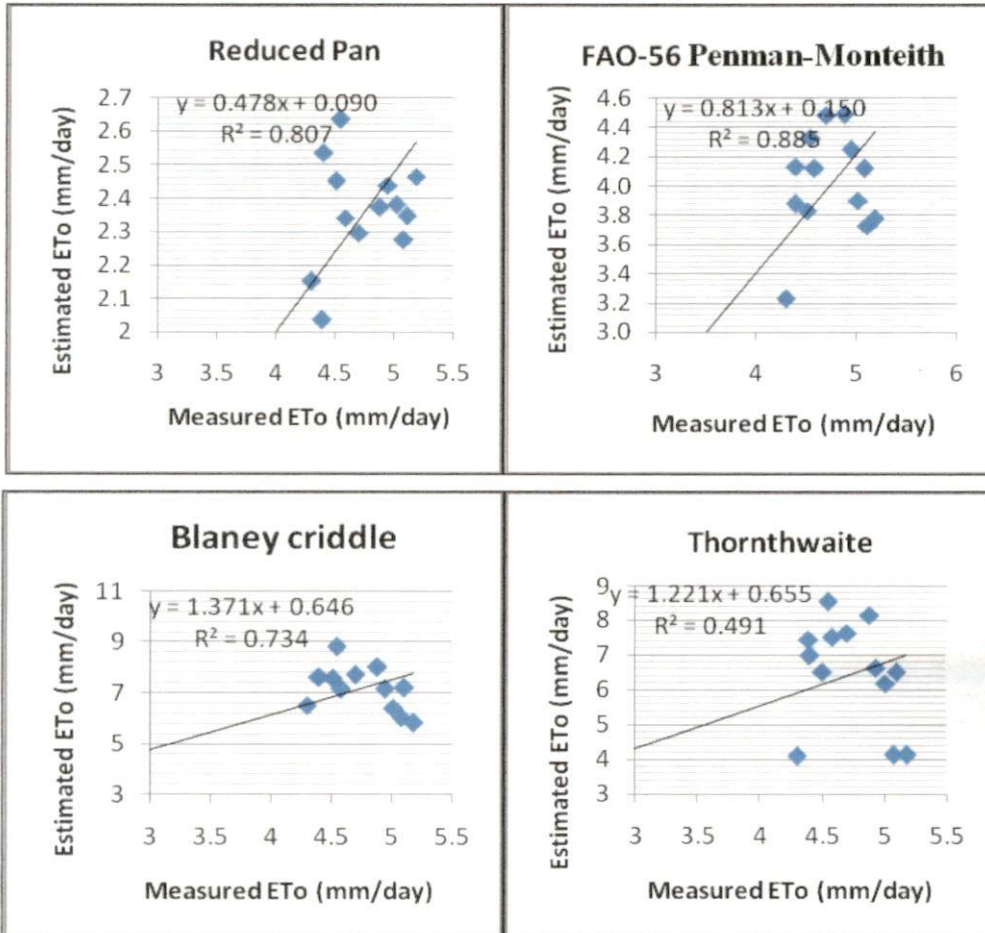 Reduced Pan
y = 0.478x + 0.090
R² = 0.807
Estimated ETo (mm/day)
2.7
2.6
2.5
2.4
2.3
2.2
2.1
2
3 3.5 4 4.5 5 5.5
Measured ETo (mm/day)
FAO-56 Penman-Monteith
y = 0.813x + 0.150
R² = 0.885
Estimated ETo (mm/day)
4.6
4.4
4.2
4.0
3.8
3.6
3.4
3.2
3.0
3 4 5 6
Measured ETo (mm/day)
Blaney criddle
y = 1.371x + 0.646
R² = 0.734
Estimated ETo (mm/day)
11
9
7
5
3
3 3.5 4 4.5 5 5.5
Measured ETo (mm/day)
Thornthwaite
y = 1.221x + 0.655
R² = 0.491
Estimated ETo (mm/day)
9
8
7
6
5
4
3
3 3.5 4 4.5 5 5.5
Measured ETo (mm/day)